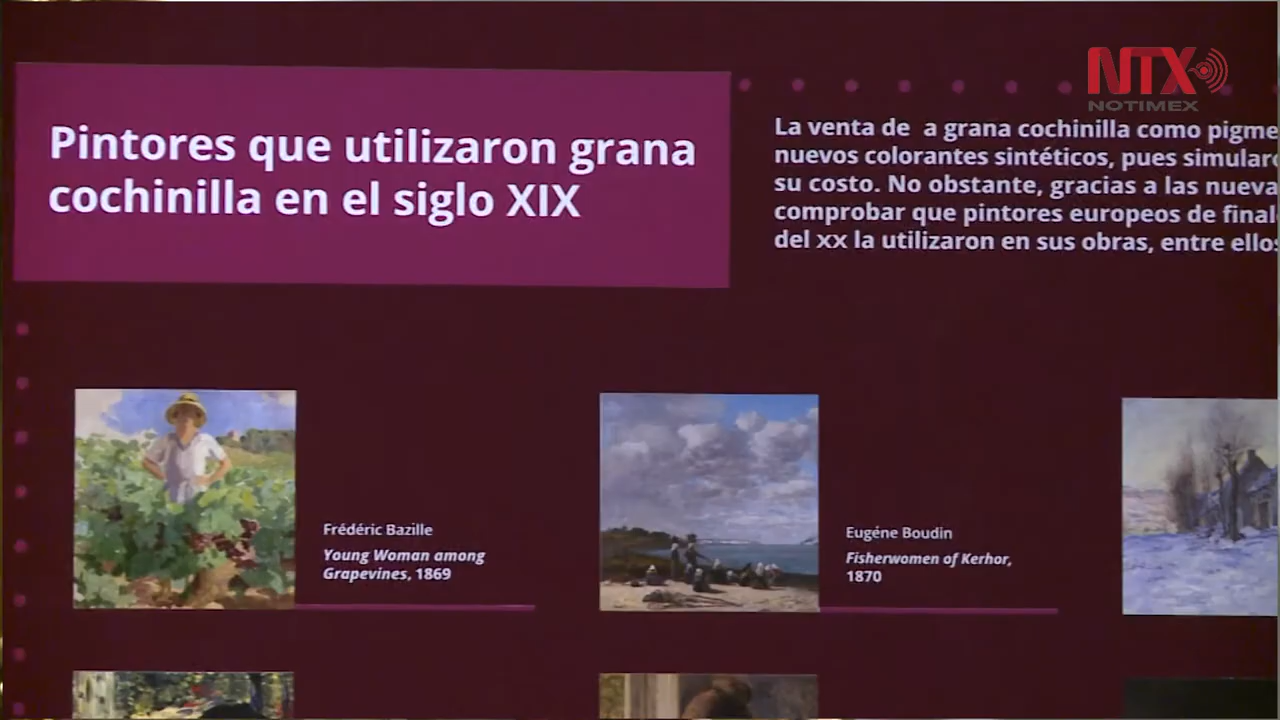 NTX
NOTIMEX
Pintores que utilizaron grana
cochinilla en el siglo XIX
La venta de a grana cochinilla como pigme
nuevos colorantes sintéticos, pues simular
su costo. No obstante, gracias a las nueva
comprobar que pintores europeos de final
del XX la utilizaron en sus obras, entre ellos
Frédéric Bazille
Young Woman among
Grapevines, 1869
Eugéne Boudin
Fisherwomen of Kerhor,
1870